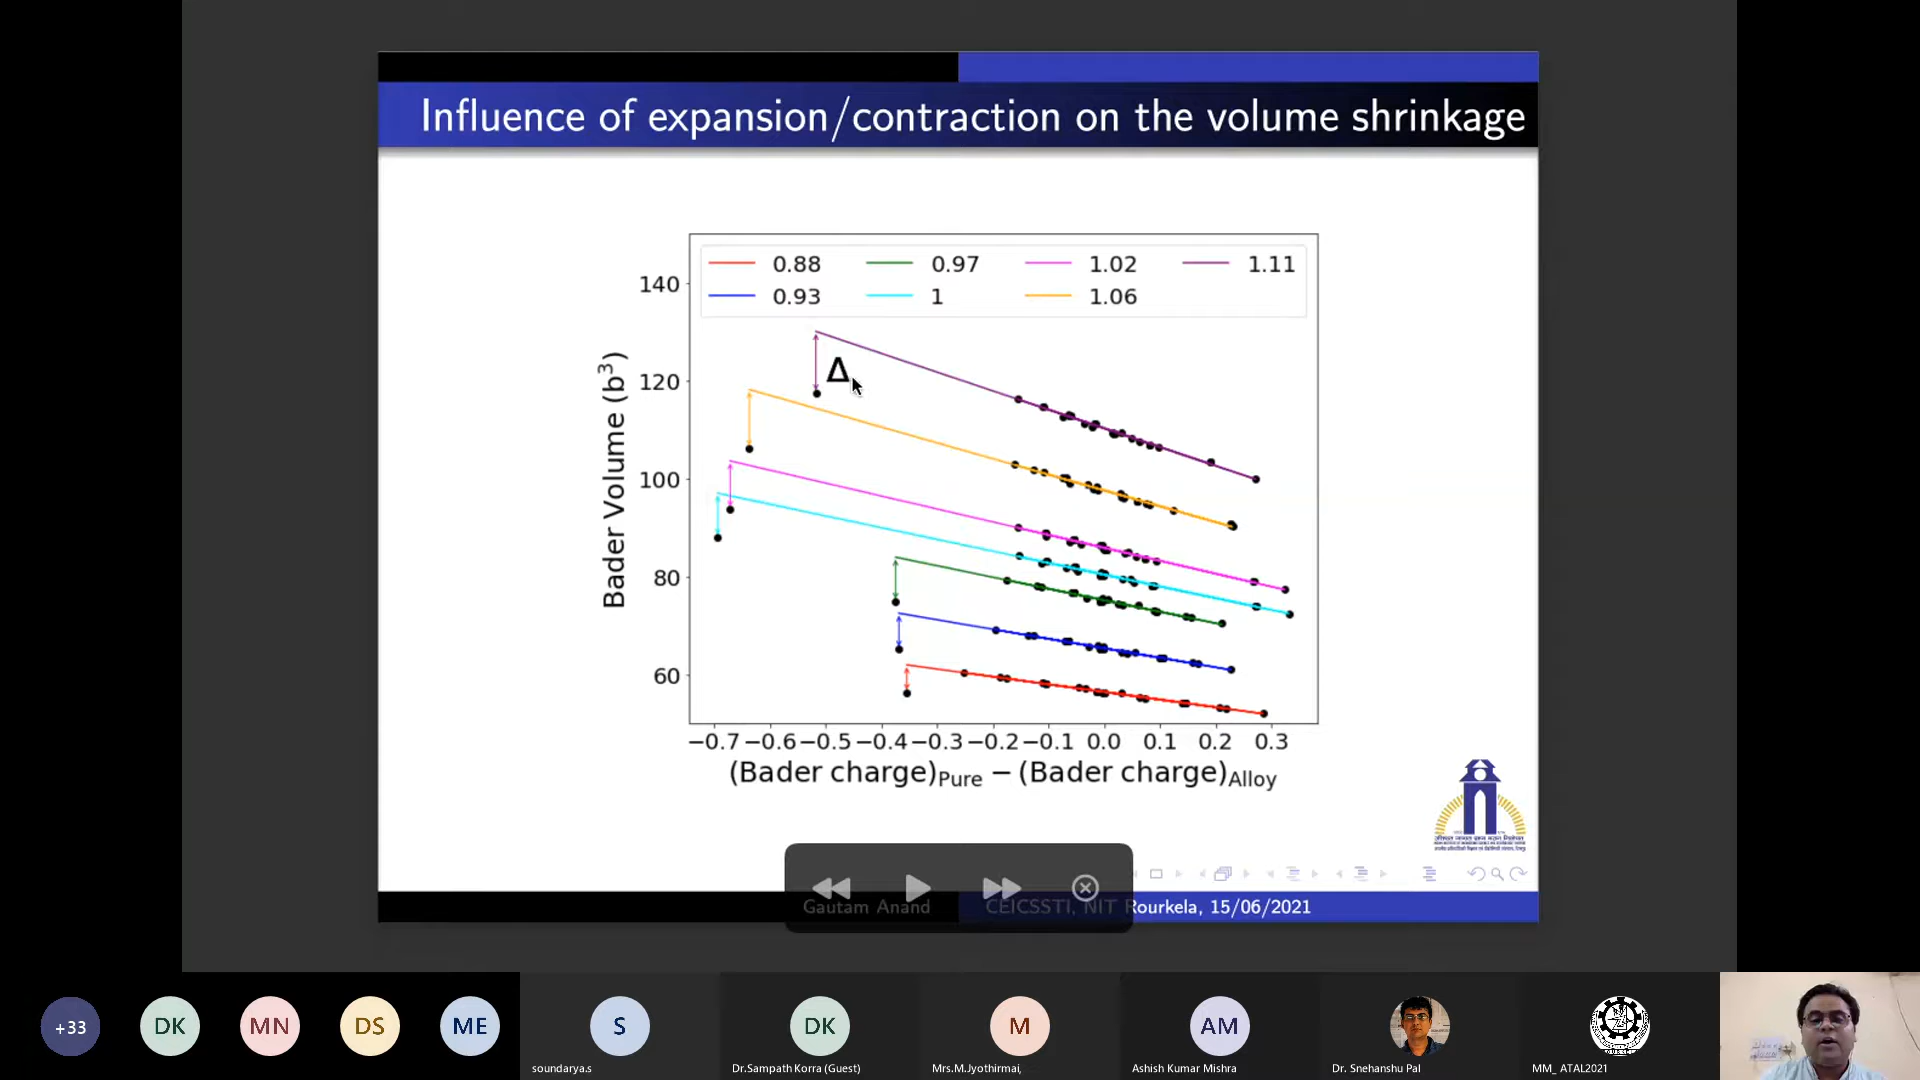 Influence of expansion/contraction on the volume shrinkage
0.88 0.97 1.02 1.11
0.93 1 1.06
140
120
100
80
60
Δ
Bader Volume (b³)
−0.7 −0.6 −0.5 −0.4 −0.3 −0.2 −0.1 0.0 0.1 0.2 0.3
(Bader charge)Pure − (Bader charge)Alloy
Gautam Anand CEICSSTI, NIT Rourkela, 15/06/2021
+33 DK MN DS ME S DK M AM
soundarya.s Dr.Sampath Korra (Guest) Mrs.M.Jyothirmai, Ashish Kumar Mishra Dr. Snehanshu Pal MM_ ATAL2021